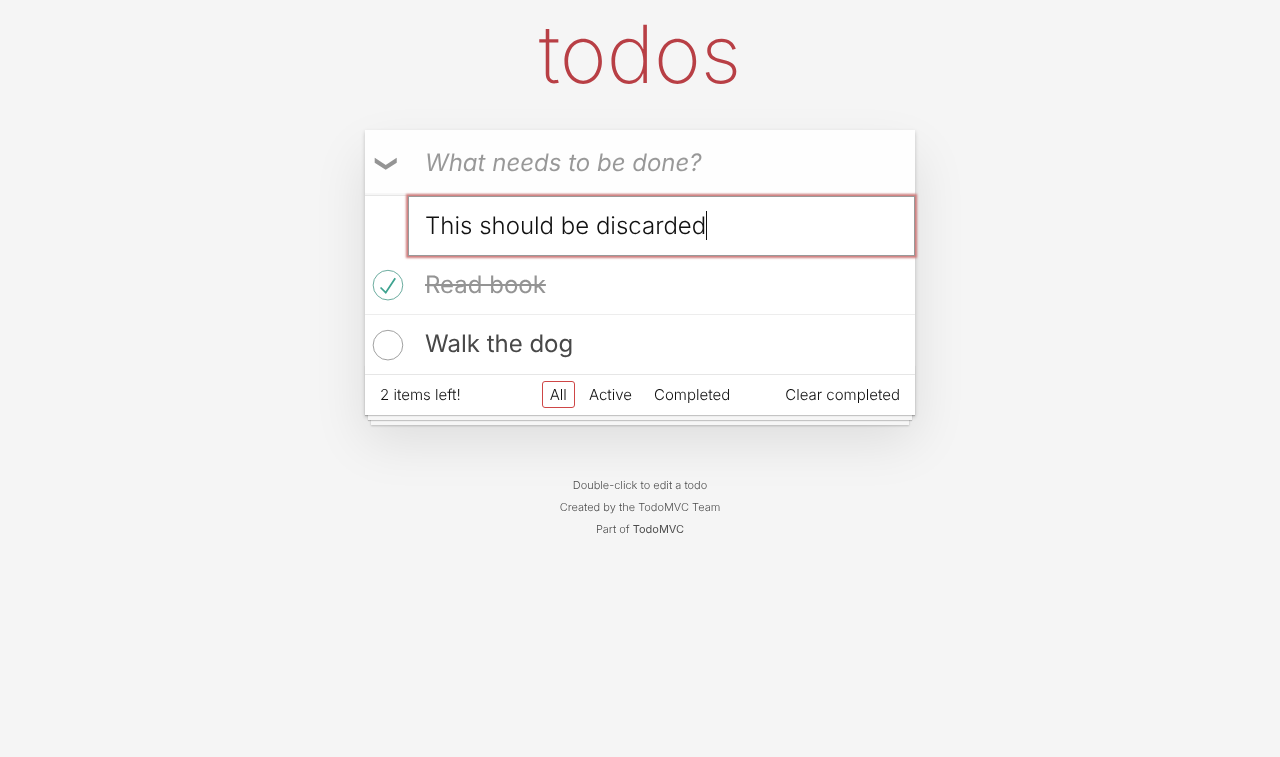 todos
What needs to be done?
This should be discarded
Read book
Walk the dog
2 items left! All Active Completed Clear completed
Double-click to edit a todo
Created by the TodoMVC Team
Part of TodoMVC